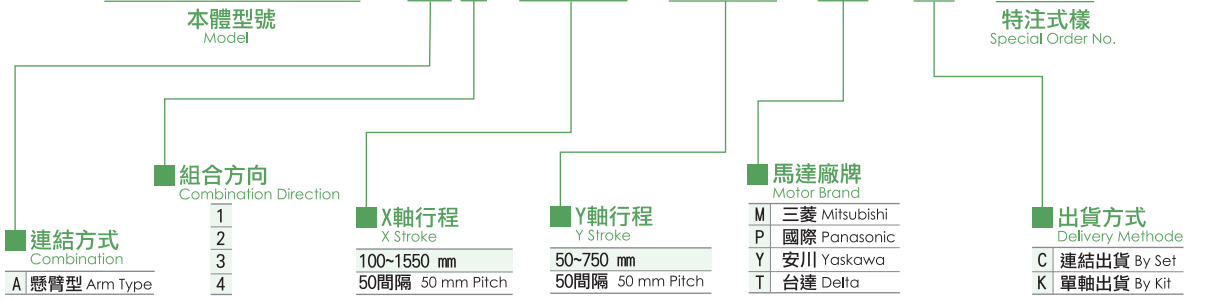 本體型號
Model
特注式樣
Special Order No.
組合方向
Combination Direction
1
2
3
4
馬達廠牌
Motor Brand
M 三菱 Mitsubishi
P 國際 Panasonic
Y 安川 Yaskawa
T 台達 Delta
X軸行程
X Stroke
100~1550 mm
50間隔 50 mm Pitch
Y軸行程
Y Stroke
50~750 mm
50間隔 50 mm Pitch
出貨方式
Delivery Methode
C 連結出貨 By Set
K 單軸出貨 By Kit
連結方式
Combination
A 懸臂型 Arm Type